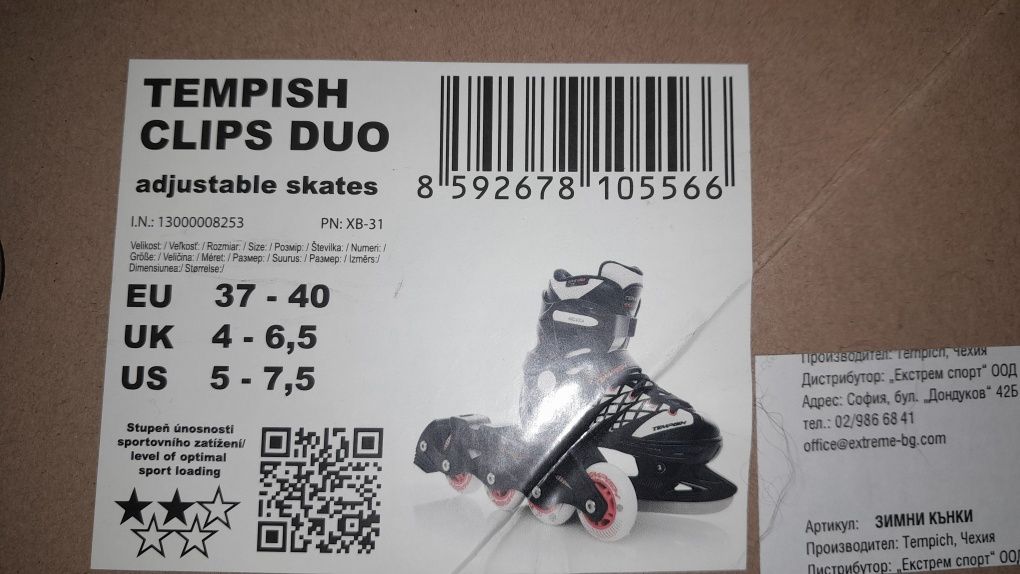 TEMPISH
CLIPS DUO
adjustable skates
8 592678 105566
I.N.: 13000008253 PN: XB-31
Velikost: / Veľkosť: / Rozmiar: / Size: / Розмір: / Številka: / Numeri: /
Größe: / Veličina: / Méret: / Размер: / Suurus: / Размер: / Izmērs:/
Dimensiunea:/ Størrelse:/
EU 37 - 40
UK 4 - 6,5
US 5 - 7,5
Stupeň únosnosti
sportovního zatížení/
level of optimal
sport loading
TEMPISH
Производител: Tempich, Чехия
Дистрибутор: „Екстрем спорт" ООД
Адрес: София, бул. „Дондуков" 42Б
тел.: 02/986 68 41
office@extreme-bg.com
Артикул: ЗИМНИ КЪНКИ
Производител: Tempich, Чехия
Дистрибутор: „Екстрем спорт" ООД